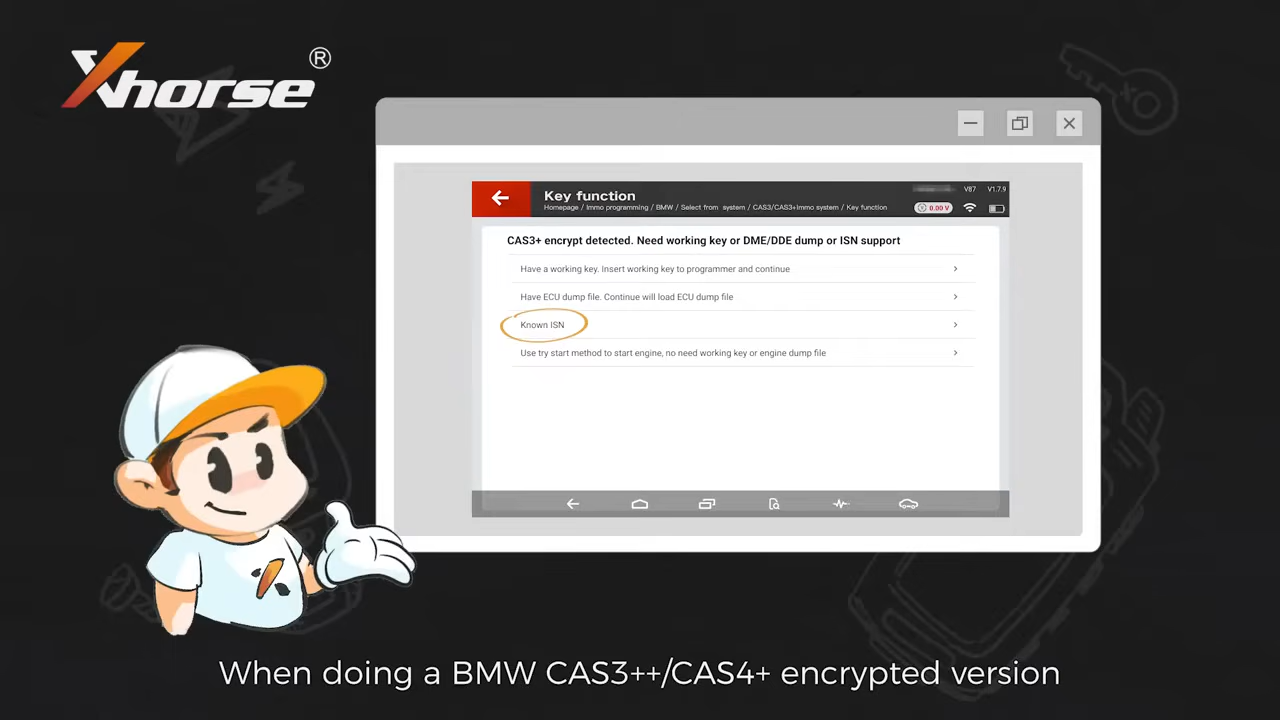 Xhorse®
Key function
V87 V1.7.9
Homepage / Immo programming / BMW / Select from system / CAS3/CAS3+Immo system / Key function
0.00 V
CAS3+ encrypt detected. Need working key or DME/DDE dump or ISN support
Have a working key. Insert working key to programmer and continue
Have ECU dump file. Continue will load ECU dump file
Known ISN
Use try start method to start engine, no need working key or engine dump file
When doing a BMW CAS3++/CAS4+ encrypted version